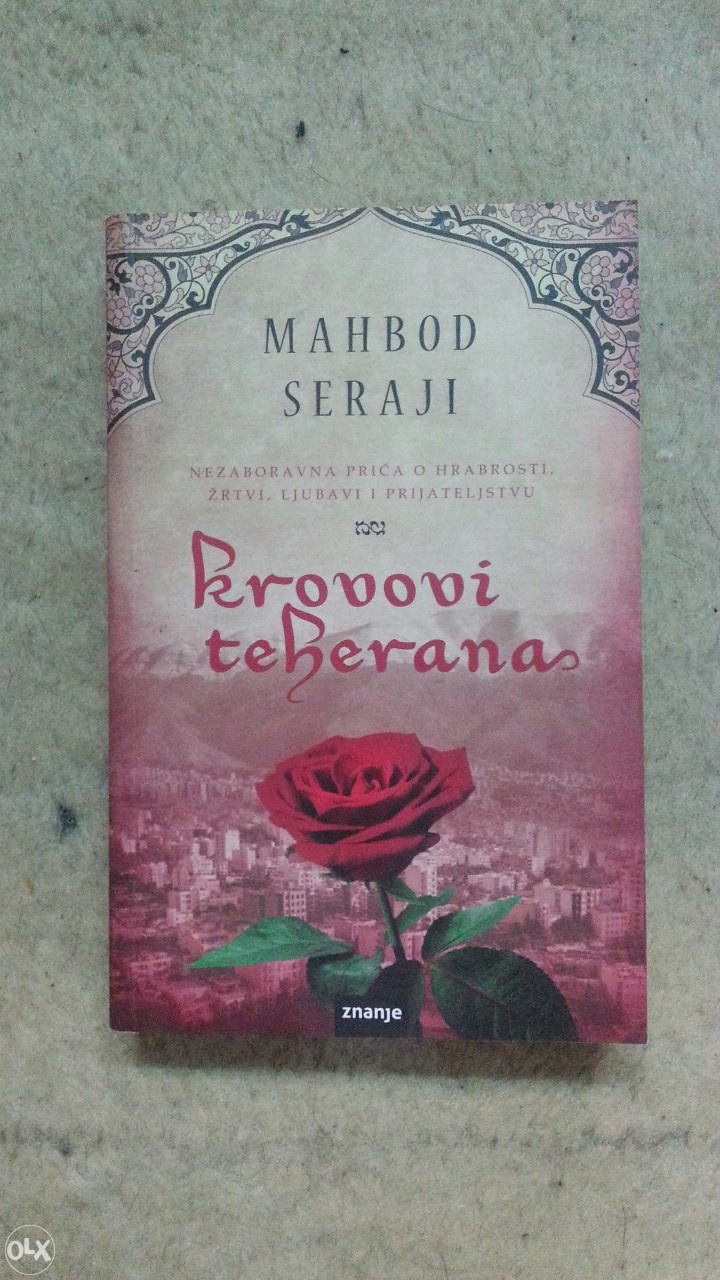 MAHBOD
SERAJI
NEZABORAVNA PRIČA O HRABROSTI,
ŽRTVI, LJUBAVI I PRIJATELJSTVU
krovovi
teherana
znanje
OLX